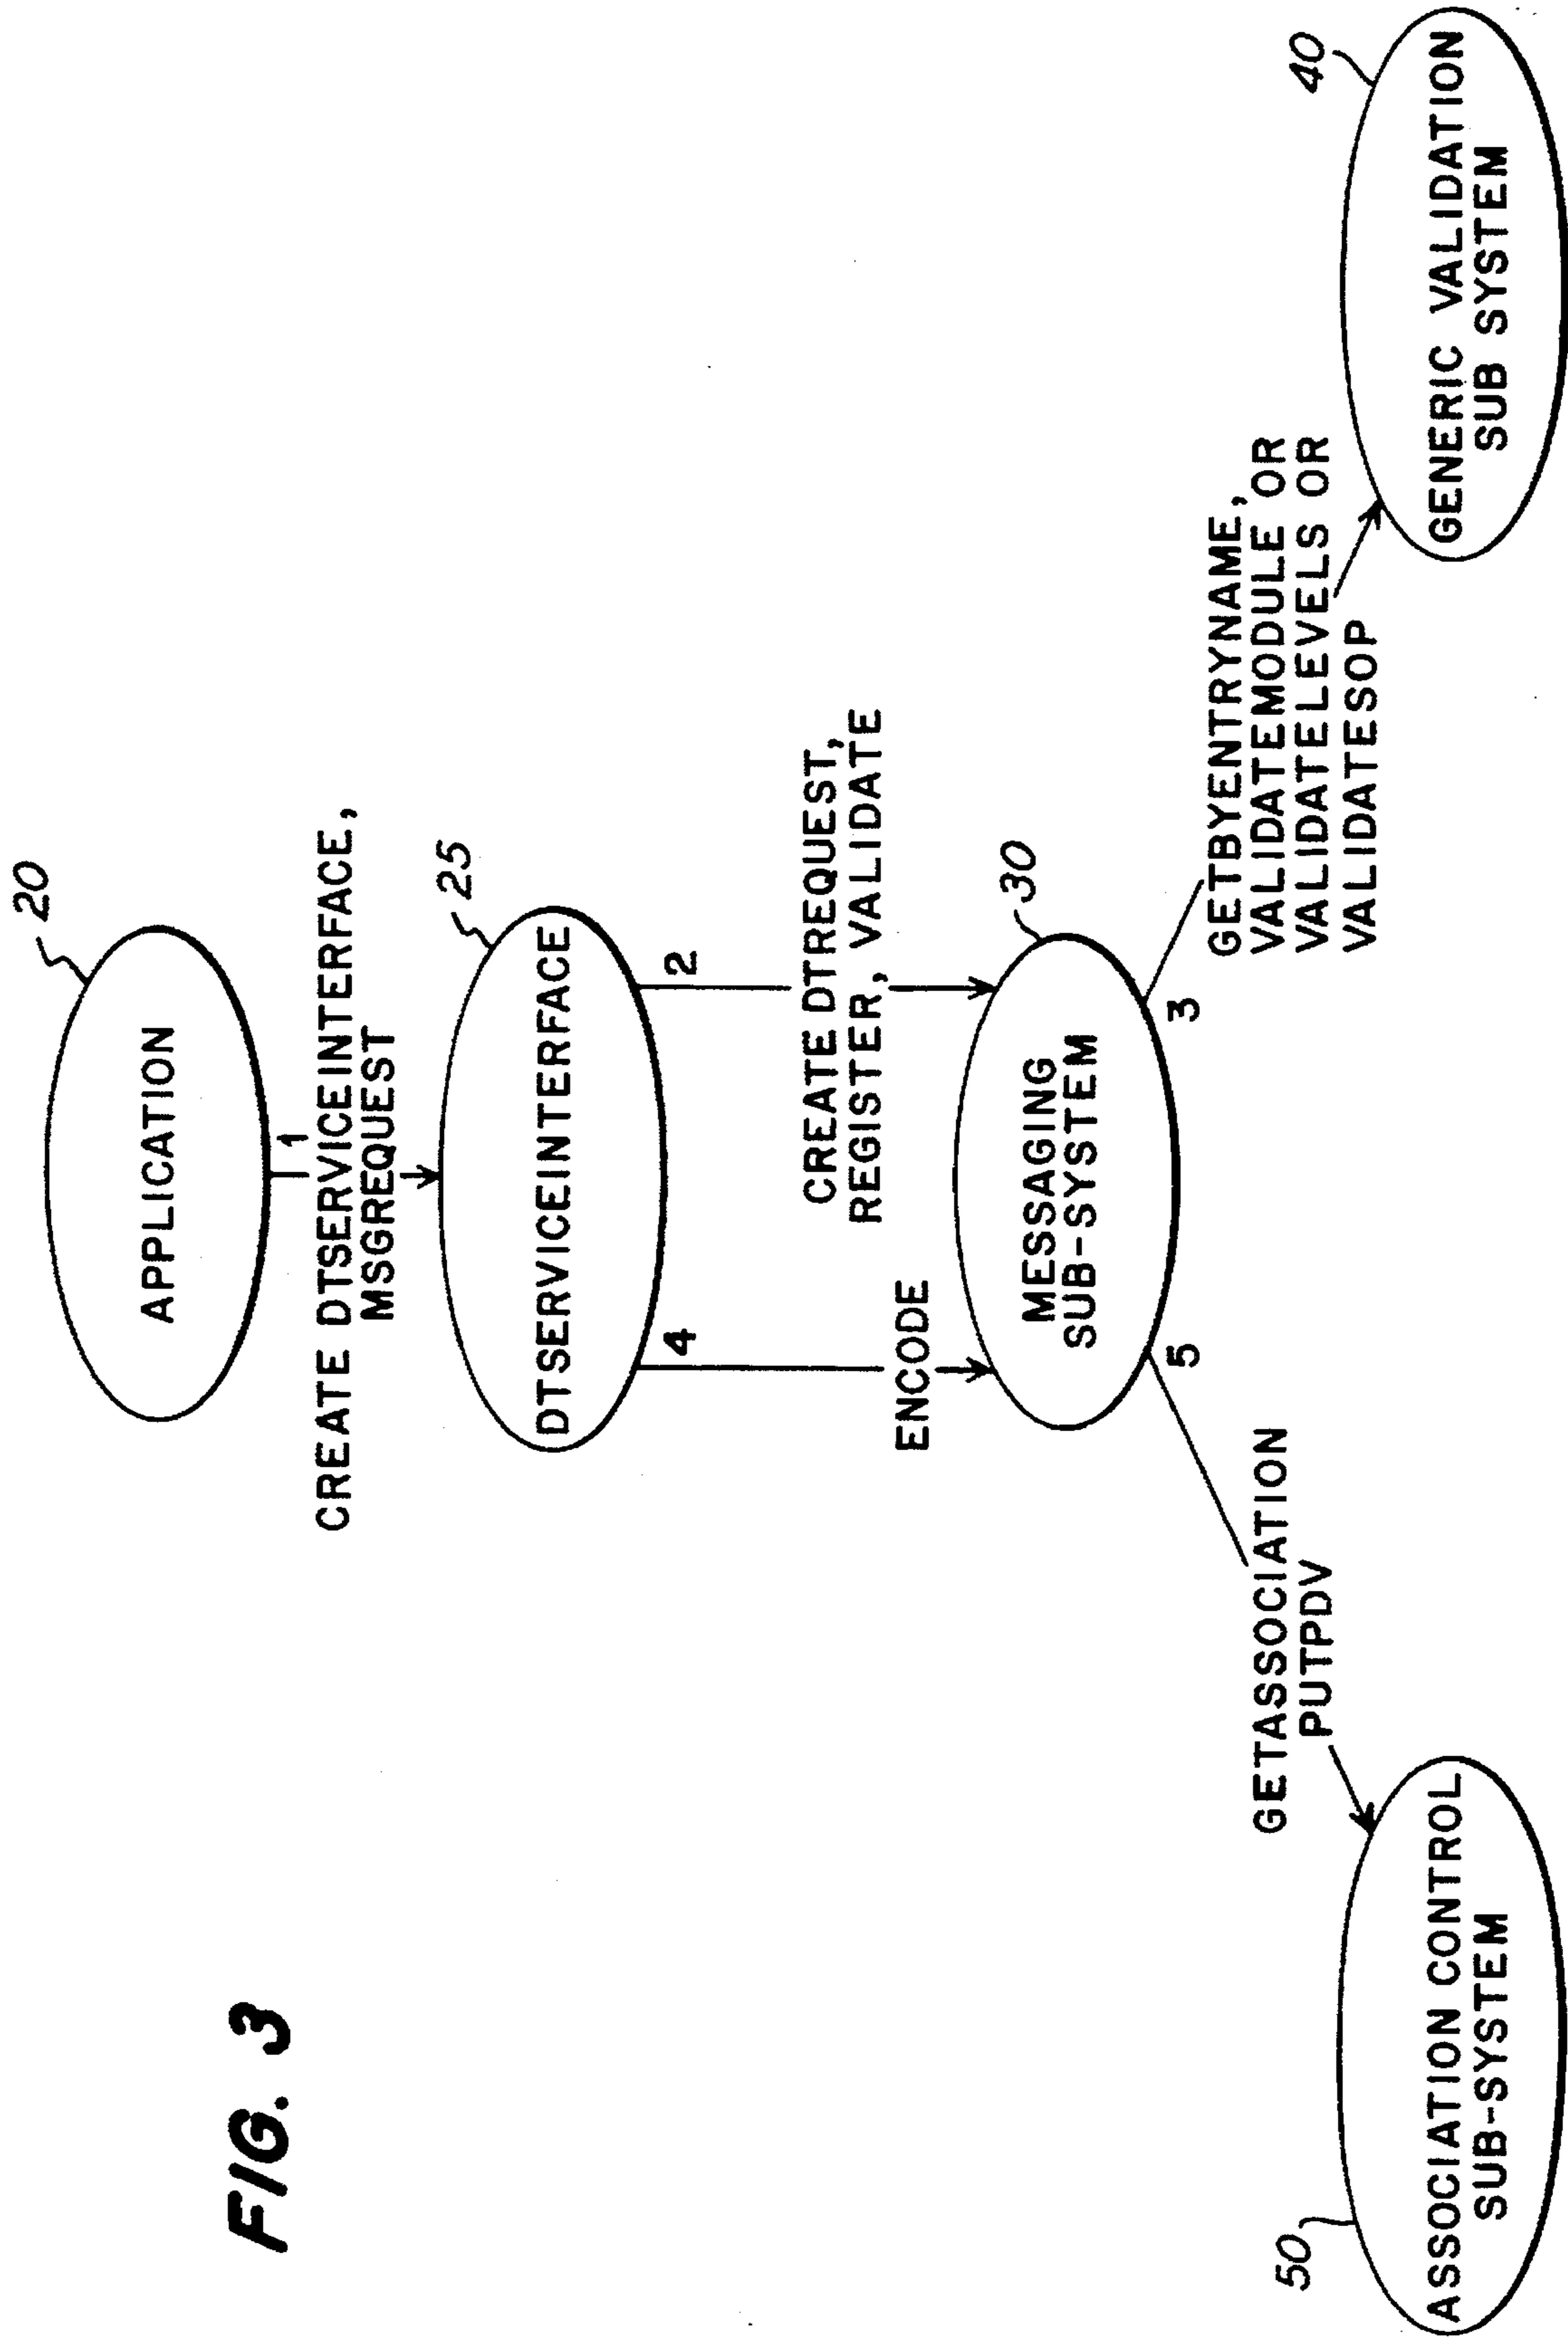 FIG. 3
20
APPLICATION
1
CREATE DTSERVICEINTERFACE,
MSGREQUEST
25
DTSERVICEINTERFACE
4
2
ENCODE
CREATE DTREQUEST,
REGISTER, VALIDATE
30
MESSAGING
SUB-SYSTEM
5
3
GETASSOCIATION
PUTPDV
GETBYENTRYNAME,
VALIDATEMODULE OR
VALIDATELEVELS OR
VALIDATESOP
50
ASSOCIATION CONTROL
SUB-SYSTEM
40
GENERIC VALIDATION
SUB SYSTEM